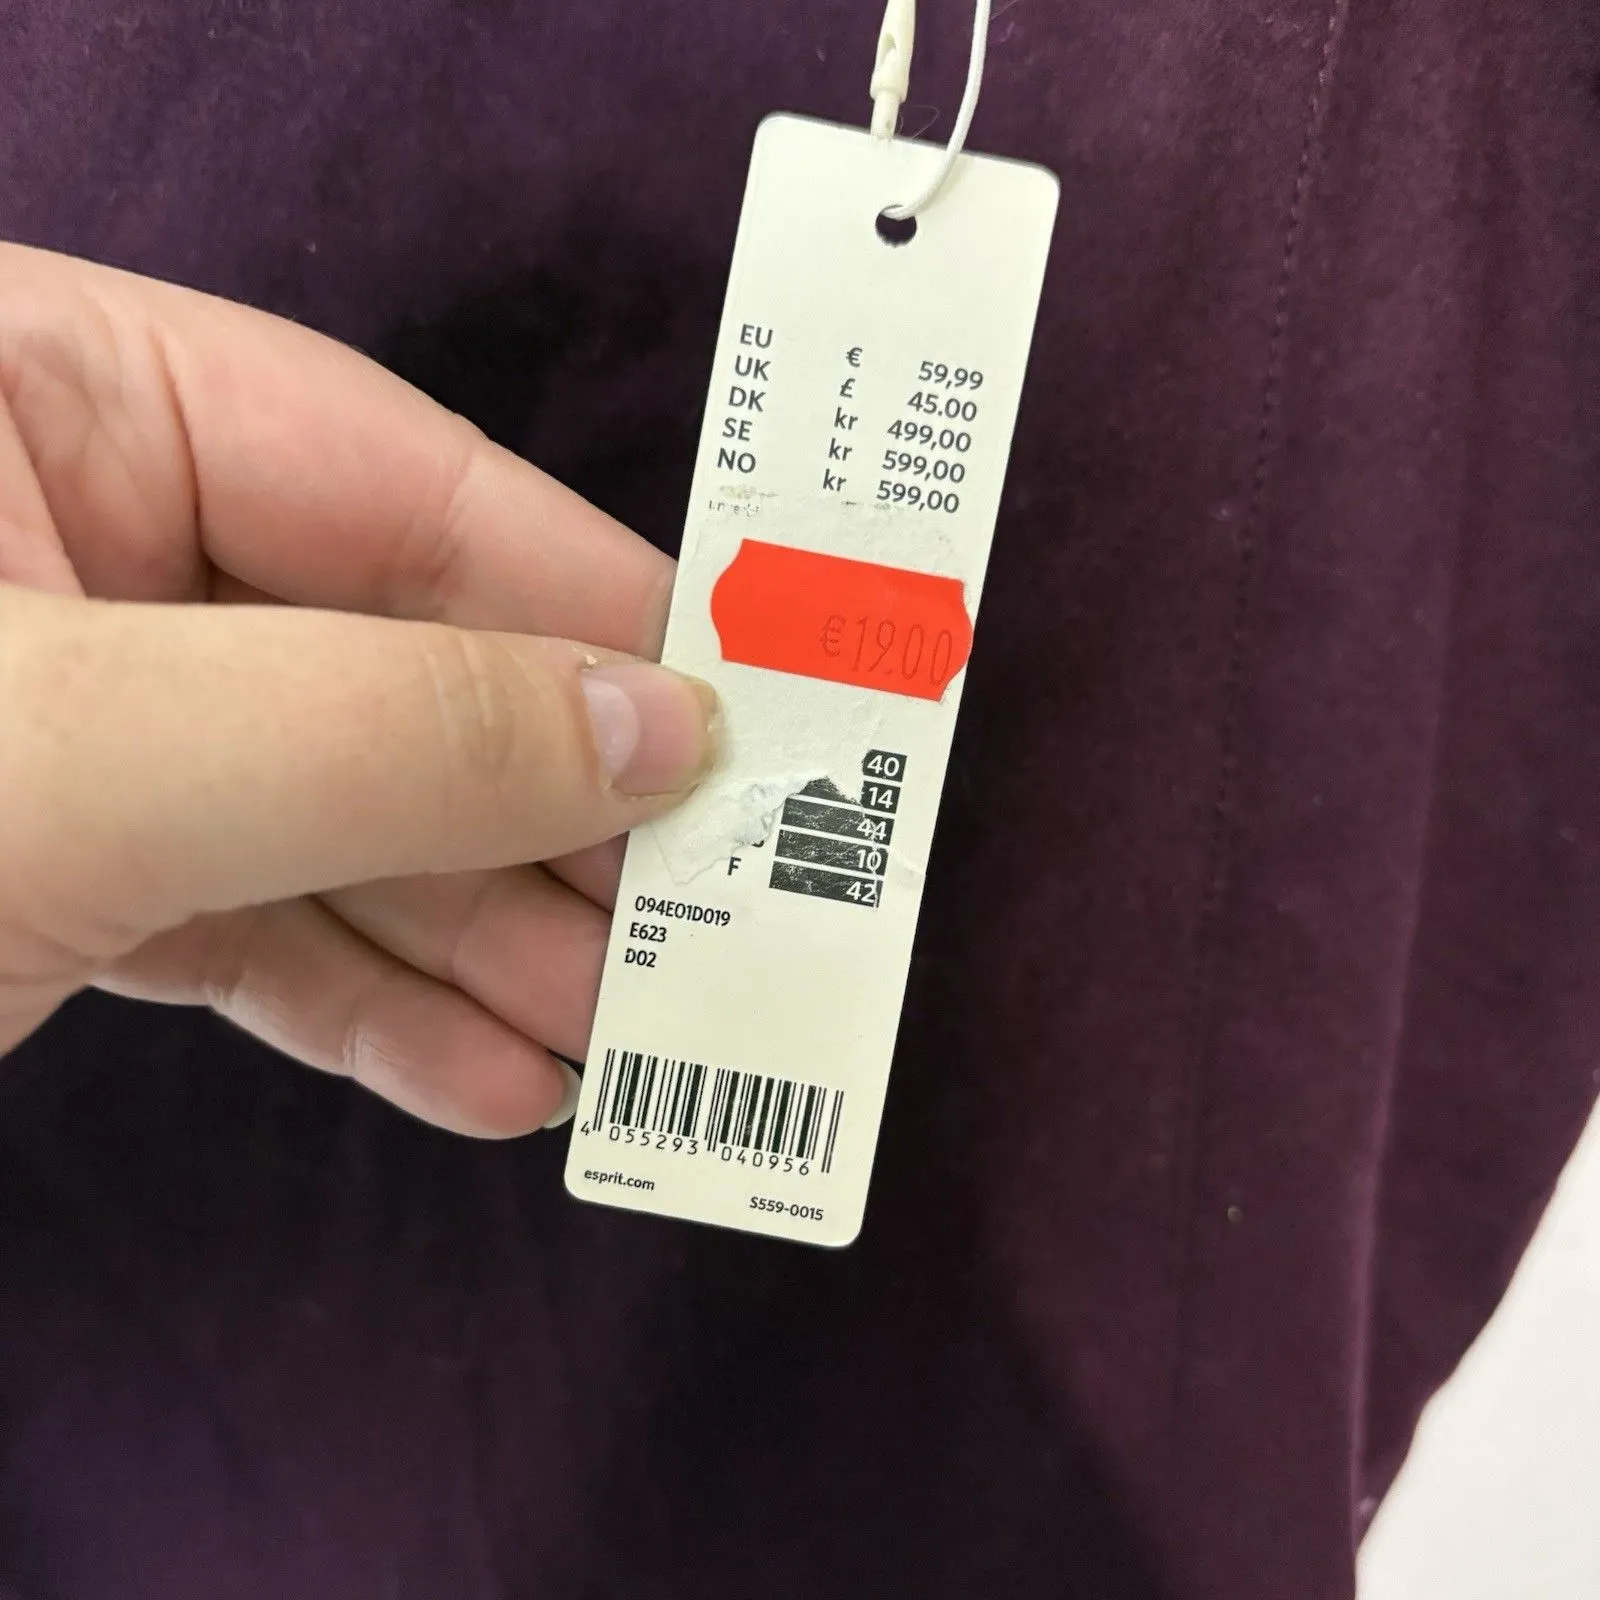 EU € 59,99
UK £ 45.00
DK kr 499,00
SE kr 599,00
NO kr 599,00
€19.00
40
14
44
10
F 42
094EO1D019
E623
D02
4 055293 040956
esprit.com
S559-0015